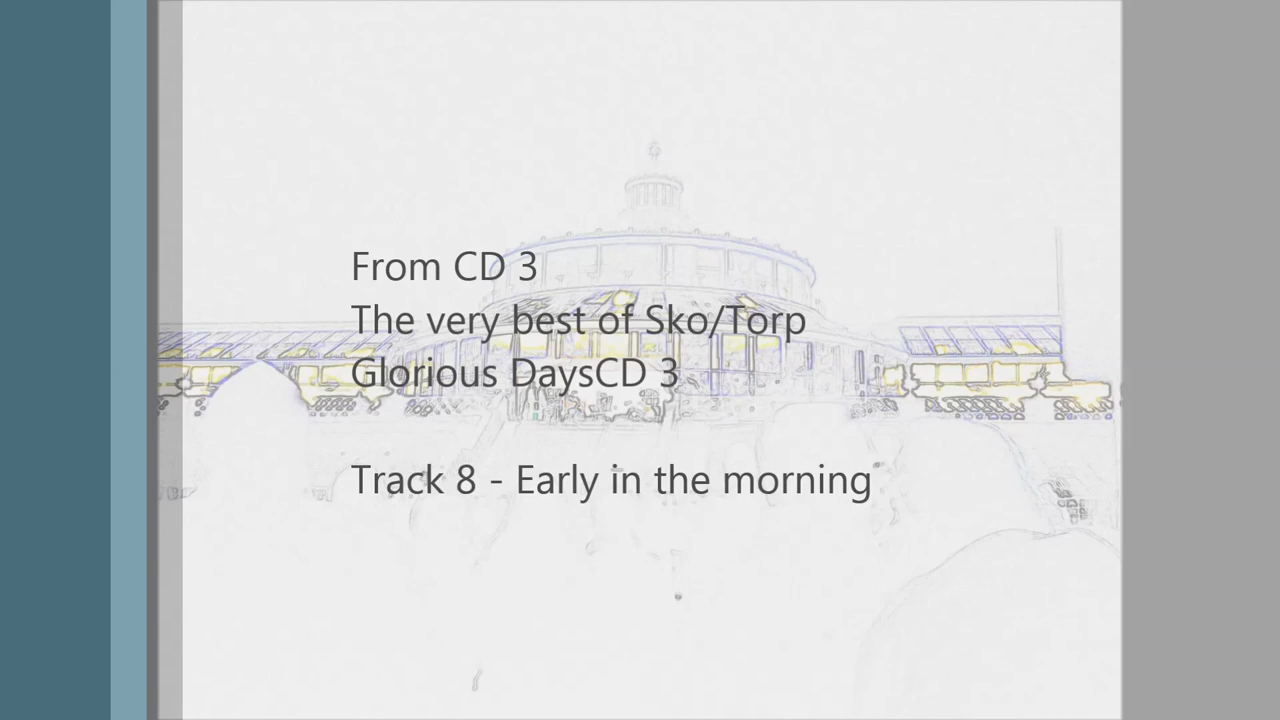 From CD 3
The very best of Sko/Torp
Glorious DaysCD 3
Track 8 - Early in the morning